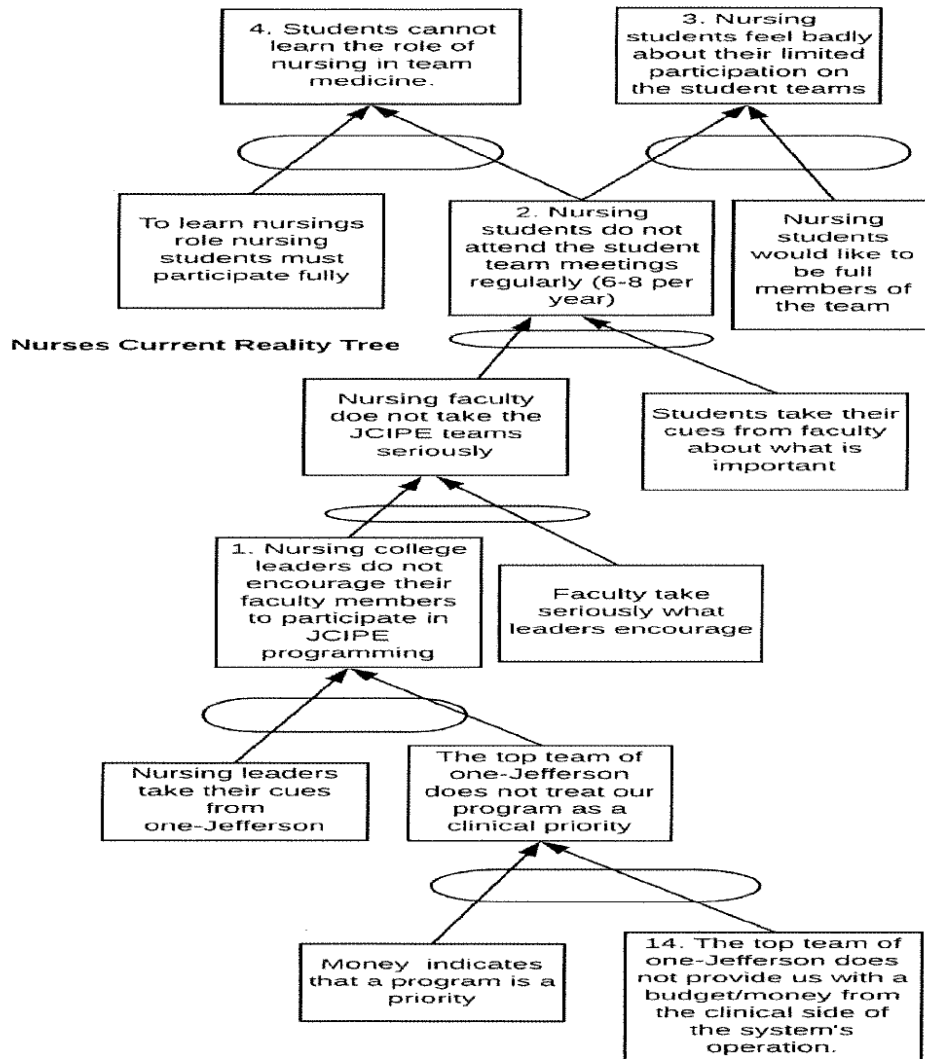 4. Students cannot
learn the role of
nursing in team
medicine.
3. Nursing
students feel badly
about their limited
participation on
the student teams
To learn nursings
role nursing
students must
participate fully
2. Nursing
students do not
attend the student
team meetings
regularly (6-8 per
year)
Nursing
students
would like to
be full
members of
the team
Nurses Current Reality Tree
Nursing faculty
doe not take the
JCIPE teams
seriously
Students take their
cues from faculty
about what is
important
1. Nursing college
leaders do not
encourage their
faculty members
to participate in
JCIPE
programming
Faculty take
seriously what
leaders encourage
Nursing leaders
take their cues
from
one-Jefferson
The top team of
one-Jefferson
does not treat our
program as a
clinical priority
Money indicates
that a program is a
priority
14. The top team of
one-Jefferson does
not provide us with a
budget/money from
the clinical side of
the system's
operation.